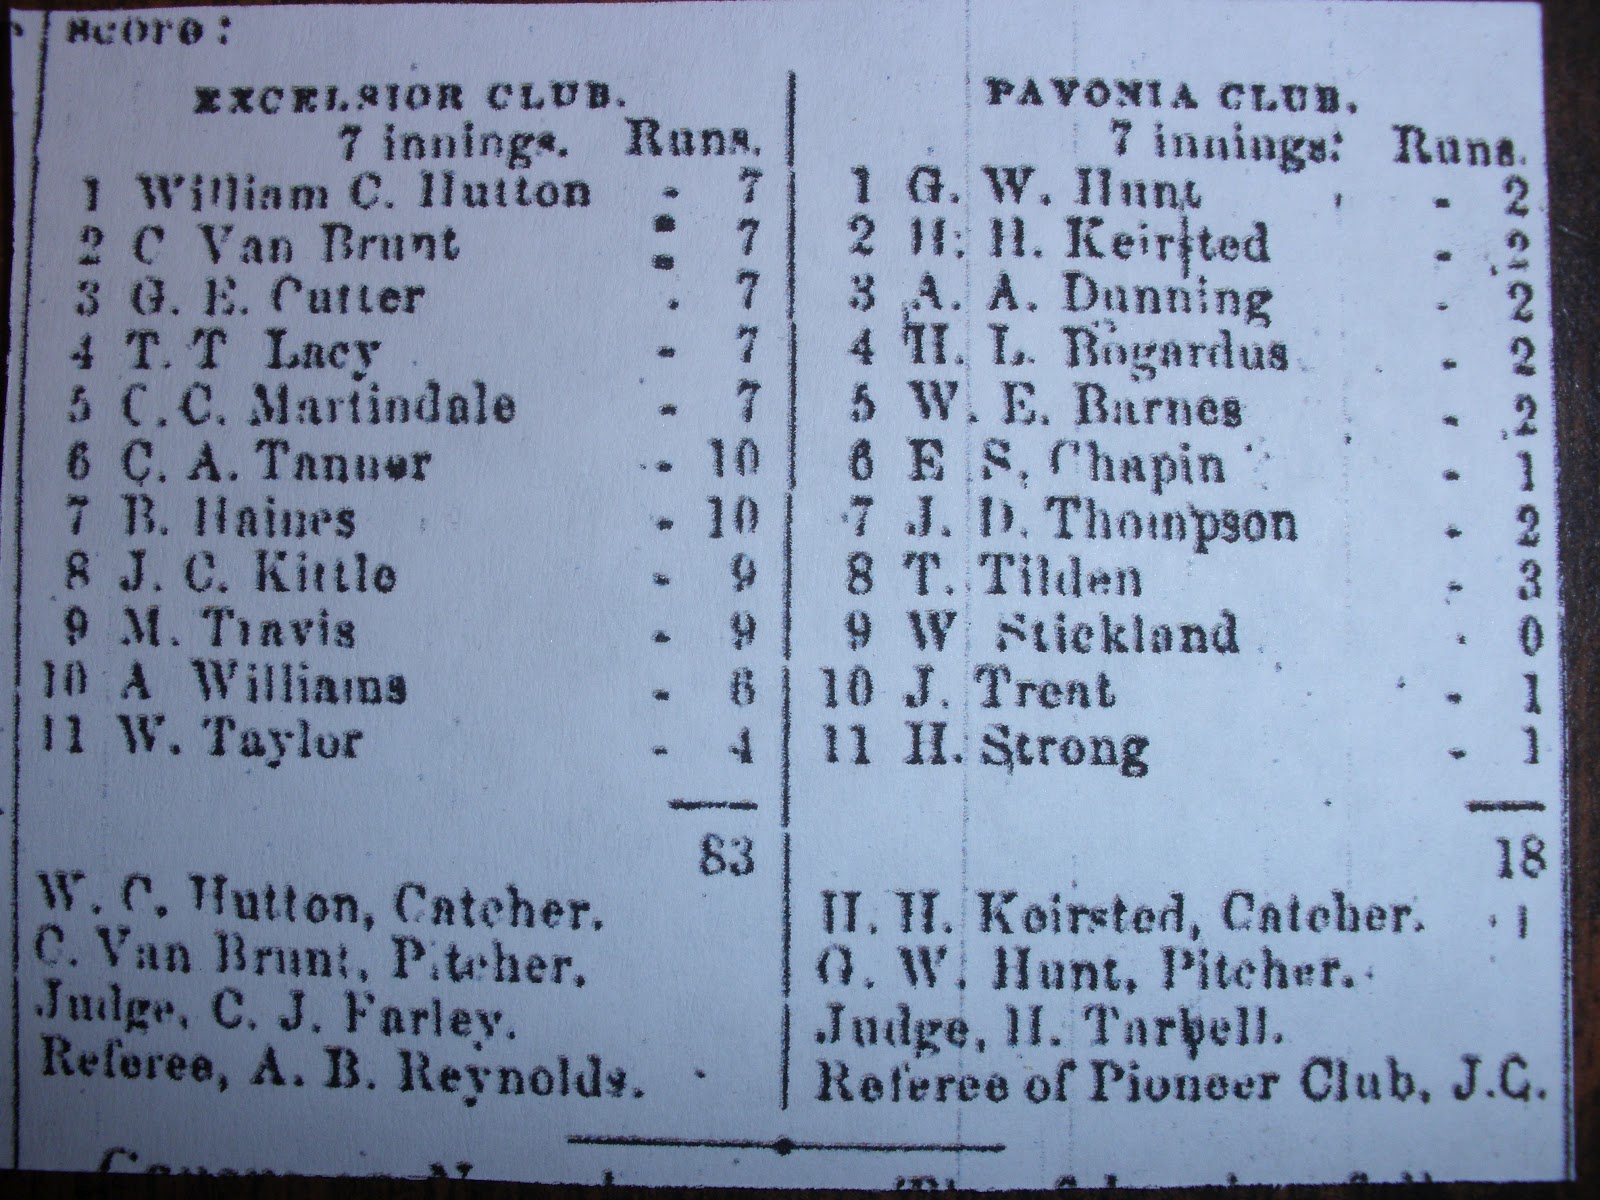 Score:
EXCELSIOR CLUB.
7 innings. Runs.
1 William C. Hutton - 7
2 C Van Brunt - 7
3 G. E. Cutter . 7
4 T. T Lacy - 7
5 C. C. Martindale - 7
6 C. A. Tanner - 10
7 B. Haines - 10
8 J. C. Kittle - 9
9 M. Travis - 9
10 A Williams - 6
11 W. Taylor - 4
83
W. C. Hutton, Catcher.
C. Van Brunt, Pitcher.
Judge, C. J. Farley.
Referee, A. B. Reynolds.
PAVONIA CLUB.
7 innings: Runs.
1 G. W. Hunt - 2
2 H. H. Keirsted - 2
3 A. A. Dunning - 2
4 H. L. Bogardus - 2
5 W. E. Barnes - 2
6 E S. Chapin - 1
7 J. D. Thompson - 2
8 T. Tilden - 3
9 W Stickland . 0
10 J. Trent - 1
11 H. Strong - 1
18
H. H. Keirsted, Catcher.
G. W. Hunt, Pitcher.
Judge, H. Tarbell.
Referee of Pioneer Club, J.C.